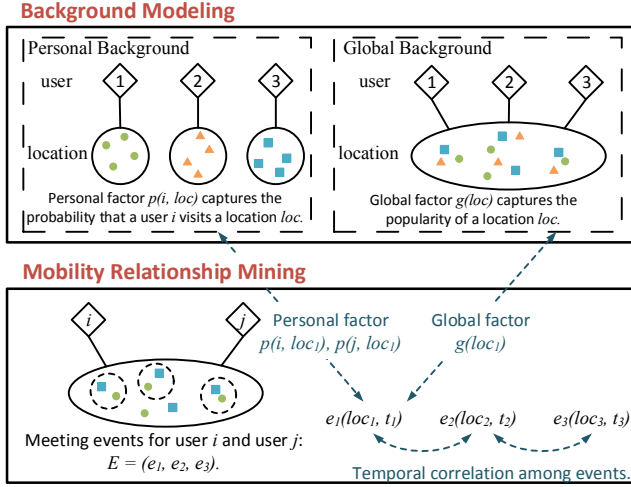 Background Modeling
Personal Background
user
1
2
3
location
Personal factor p(i, loc) captures the
probability that a user i visits a location loc.
Global Background
user
1
2
3
location
Global factor g(loc) captures the
popularity of a location loc.
Mobility Relationship Mining
i
j
Meeting events for user i and user j:
E = (e₁, e₂, e₃).
Personal factor
p(i, loc₁), p(j, loc₁)
Global factor
g(loc₁)
e₁(loc₁, t₁)
e₂(loc₂, t₂)
e₃(loc₃, t₃)
Temporal correlation among events.